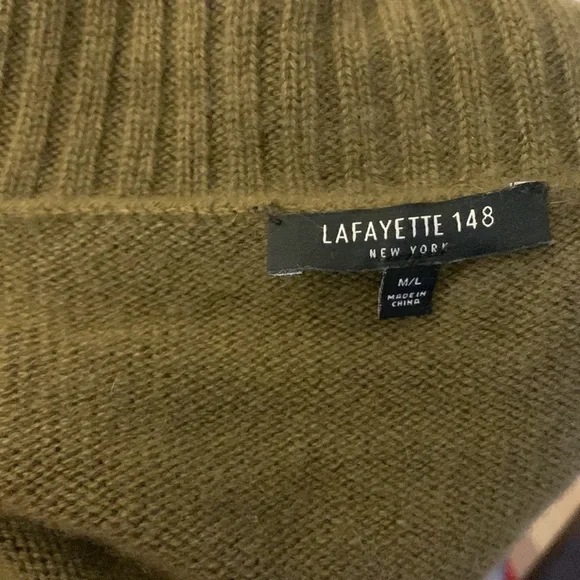 LAFAYETTE 148
NEW YORK
M/L
MADE IN
CHINA